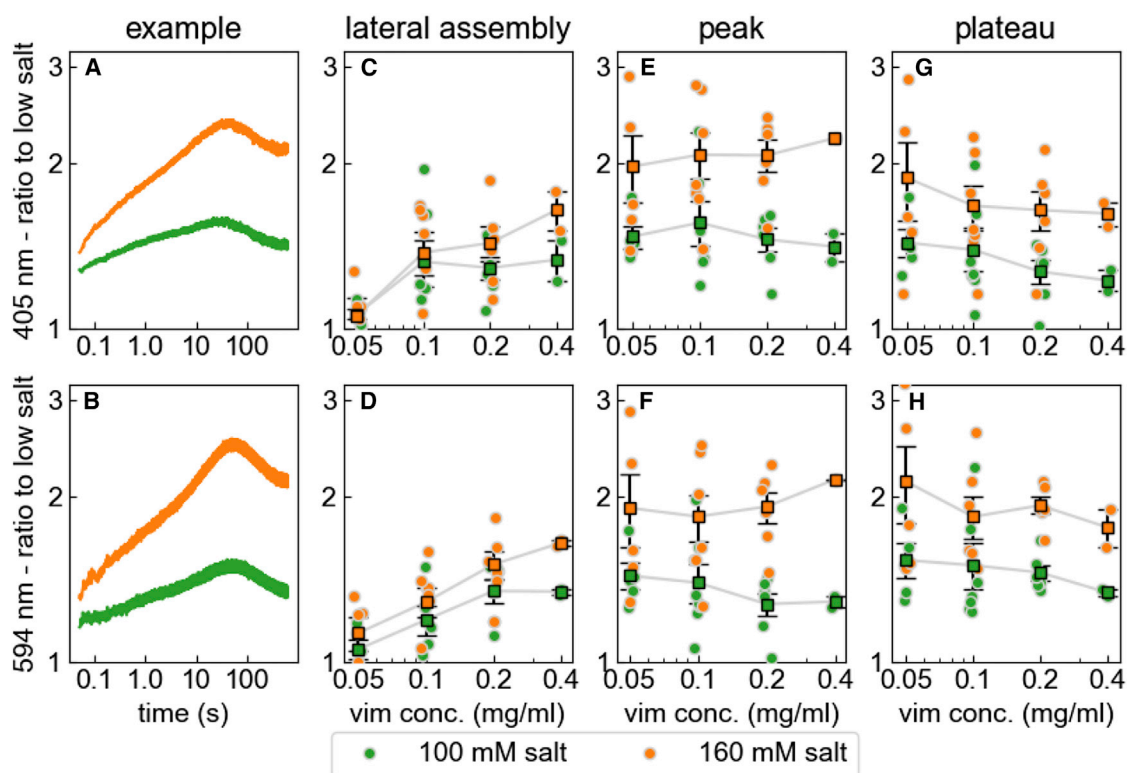 example lateral assembly peak plateau
405 nm - ratio to low salt
A C E G
3 3 3 3
2 2 2 2
1 1 1 1
0.1 1.0 10 100 0.05 0.1 0.2 0.4 0.05 0.1 0.2 0.4 0.05 0.1 0.2 0.4
594 nm - ratio to low salt
B D F H
3 3 3 3
2 2 2 2
1 1 1 1
0.1 1.0 10 100 0.05 0.1 0.2 0.4 0.05 0.1 0.2 0.4 0.05 0.1 0.2 0.4
time (s) vim conc. (mg/ml) vim conc. (mg/ml) vim conc. (mg/ml)
100 mM salt 160 mM salt